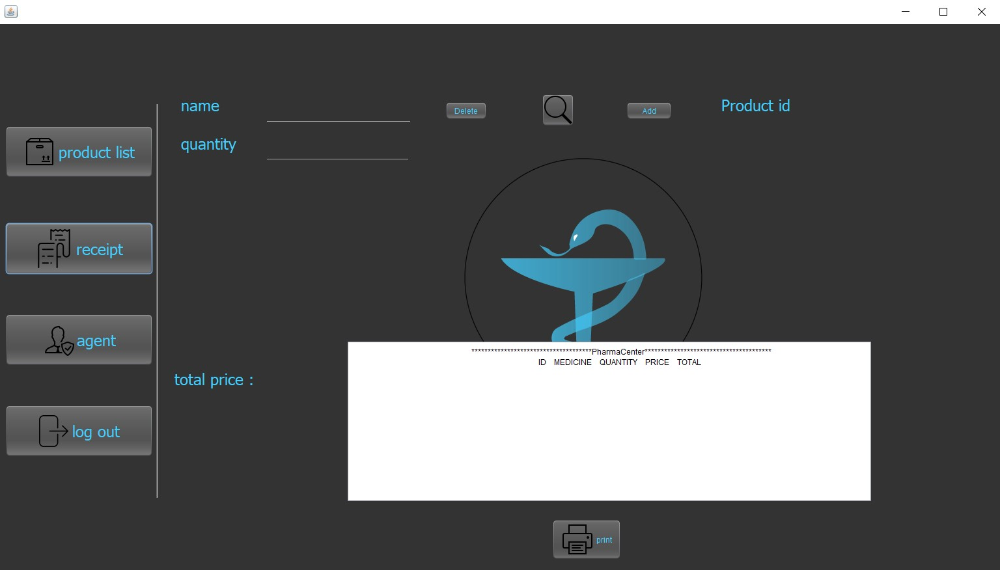 name
Delete
Add
Product id
quantity
product list
receipt
agent
log out
total price :
*************************************PharmaCenter***************************************
ID MEDICINE QUANTITY PRICE TOTAL
print